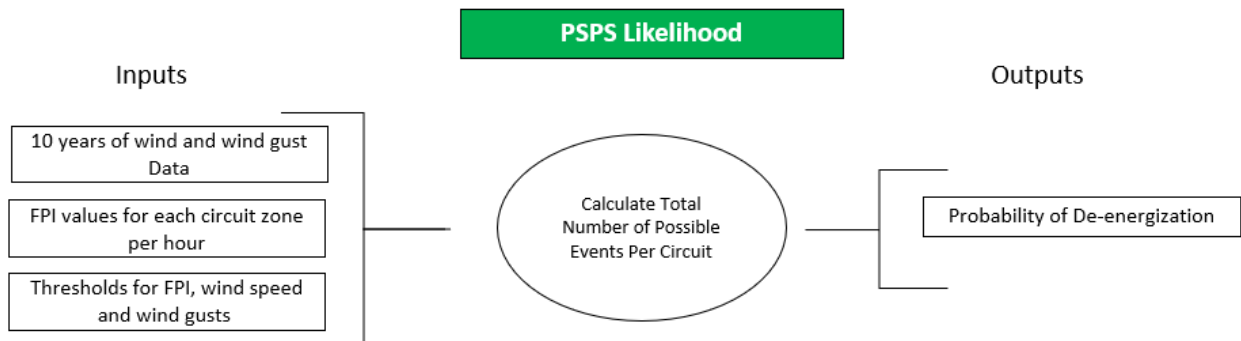 PSPS Likelihood
Inputs
Outputs
10 years of wind and wind gust
Data
FPI values for each circuit zone
per hour
Thresholds for FPI, wind speed
and wind gusts
Calculate Total
Number of Possible
Events Per Circuit
Probability of De-energization